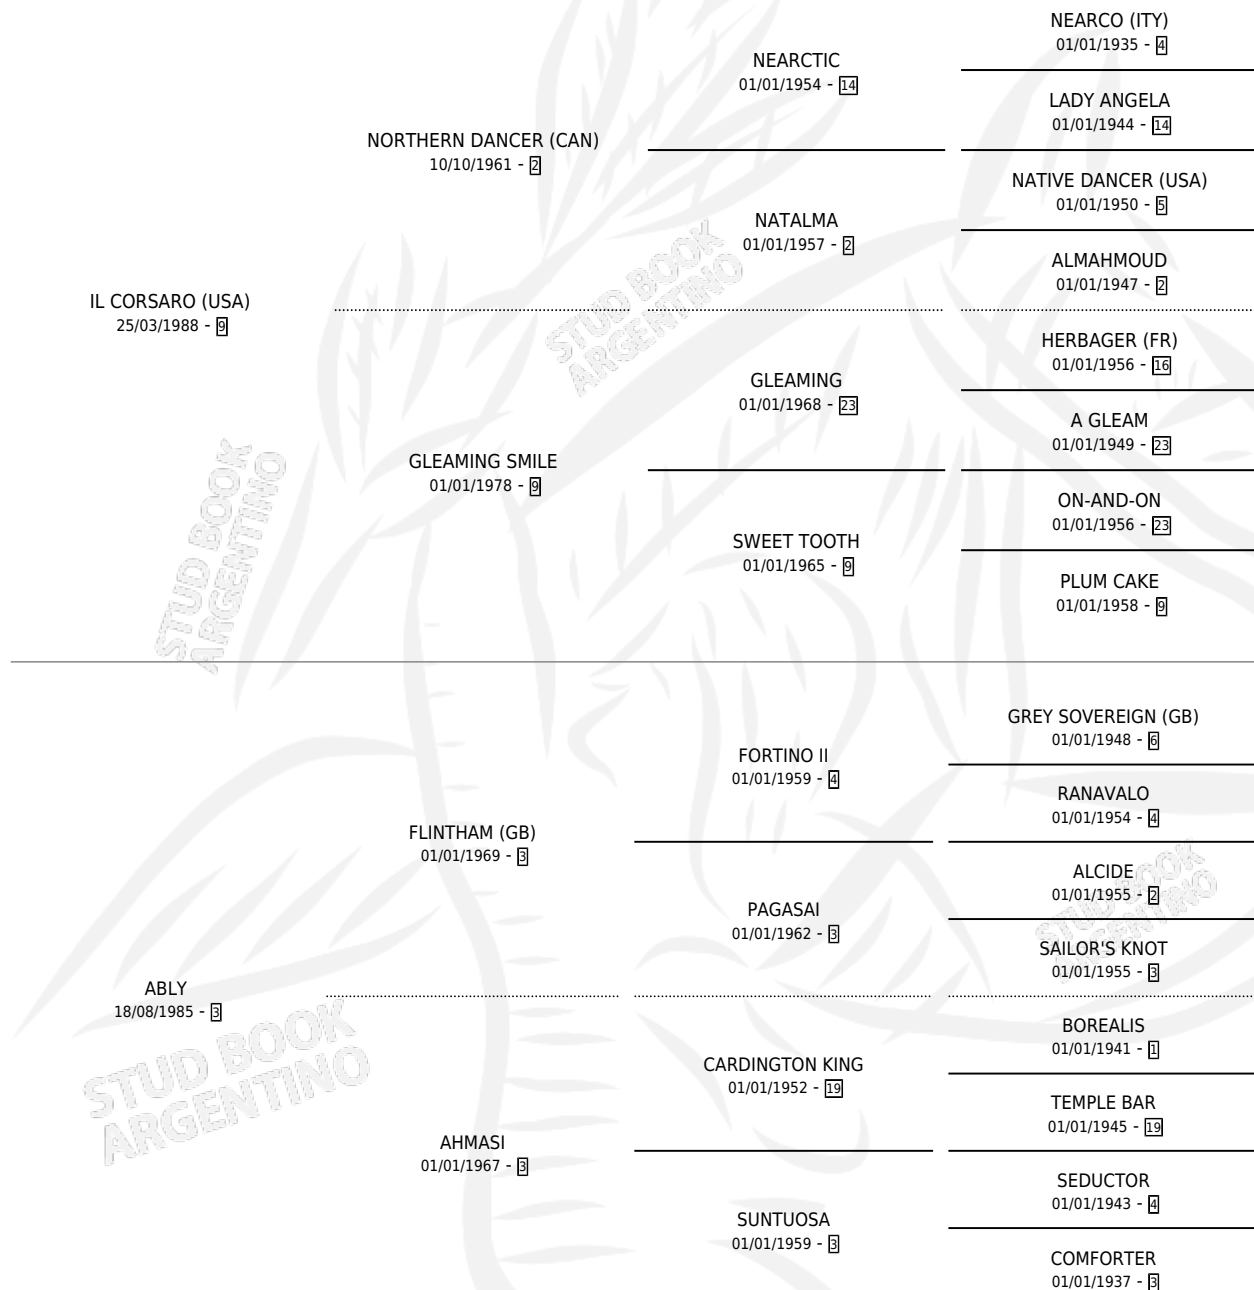 NEARCO (ITY)
01/01/1935 - 4
NEARCTIC
01/01/1954 - 14
LADY ANGELA
01/01/1944 - 14
NORTHERN DANCER (CAN)
10/10/1961 - 2
NATIVE DANCER (USA)
01/01/1950 - 5
NATALMA
01/01/1957 - 2
ALMAHMOUD
01/01/1947 - 2
IL CORSARO (USA)
25/03/1988 - 9
HERBAGER (FR)
01/01/1956 - 16
GLEAMING
01/01/1968 - 23
A GLEAM
01/01/1949 - 23
GLEAMING SMILE
01/01/1978 - 9
ON-AND-ON
01/01/1956 - 23
SWEET TOOTH
01/01/1965 - 9
PLUM CAKE
01/01/1958 - 9
GREY SOVEREIGN (GB)
01/01/1948 - 6
FORTINO II
01/01/1959 - 4
RANAVALO
01/01/1954 - 4
FLINTHAM (GB)
01/01/1969 - 3
ALCIDE
01/01/1955 - 2
PAGASAI
01/01/1962 - 3
SAILOR'S KNOT
01/01/1955 - 3
ABLY
18/08/1985 - 3
BOREALIS
01/01/1941 - 1
CARDINGTON KING
01/01/1952 - 19
TEMPLE BAR
01/01/1945 - 19
AHMASI
01/01/1967 - 3
SEDUCTOR
01/01/1943 - 4
SUNTUOSA
01/01/1959 - 3
COMFORTER
01/01/1937 - 3
STUD BOOK
ARGENTINO
STUD BOOK
ARGENTINO
STUD BOOK
ARGENTINO
STUD BOOK
ARGENTINO